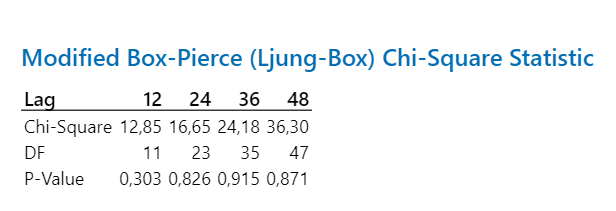 Modified Box-Pierce (Ljung-Box) Chi-Square Statistic
Lag 12 24 36 48
Chi-Square 12,85 16,65 24,18 36,30
DF 11 23 35 47
P-Value 0,303 0,826 0,915 0,871